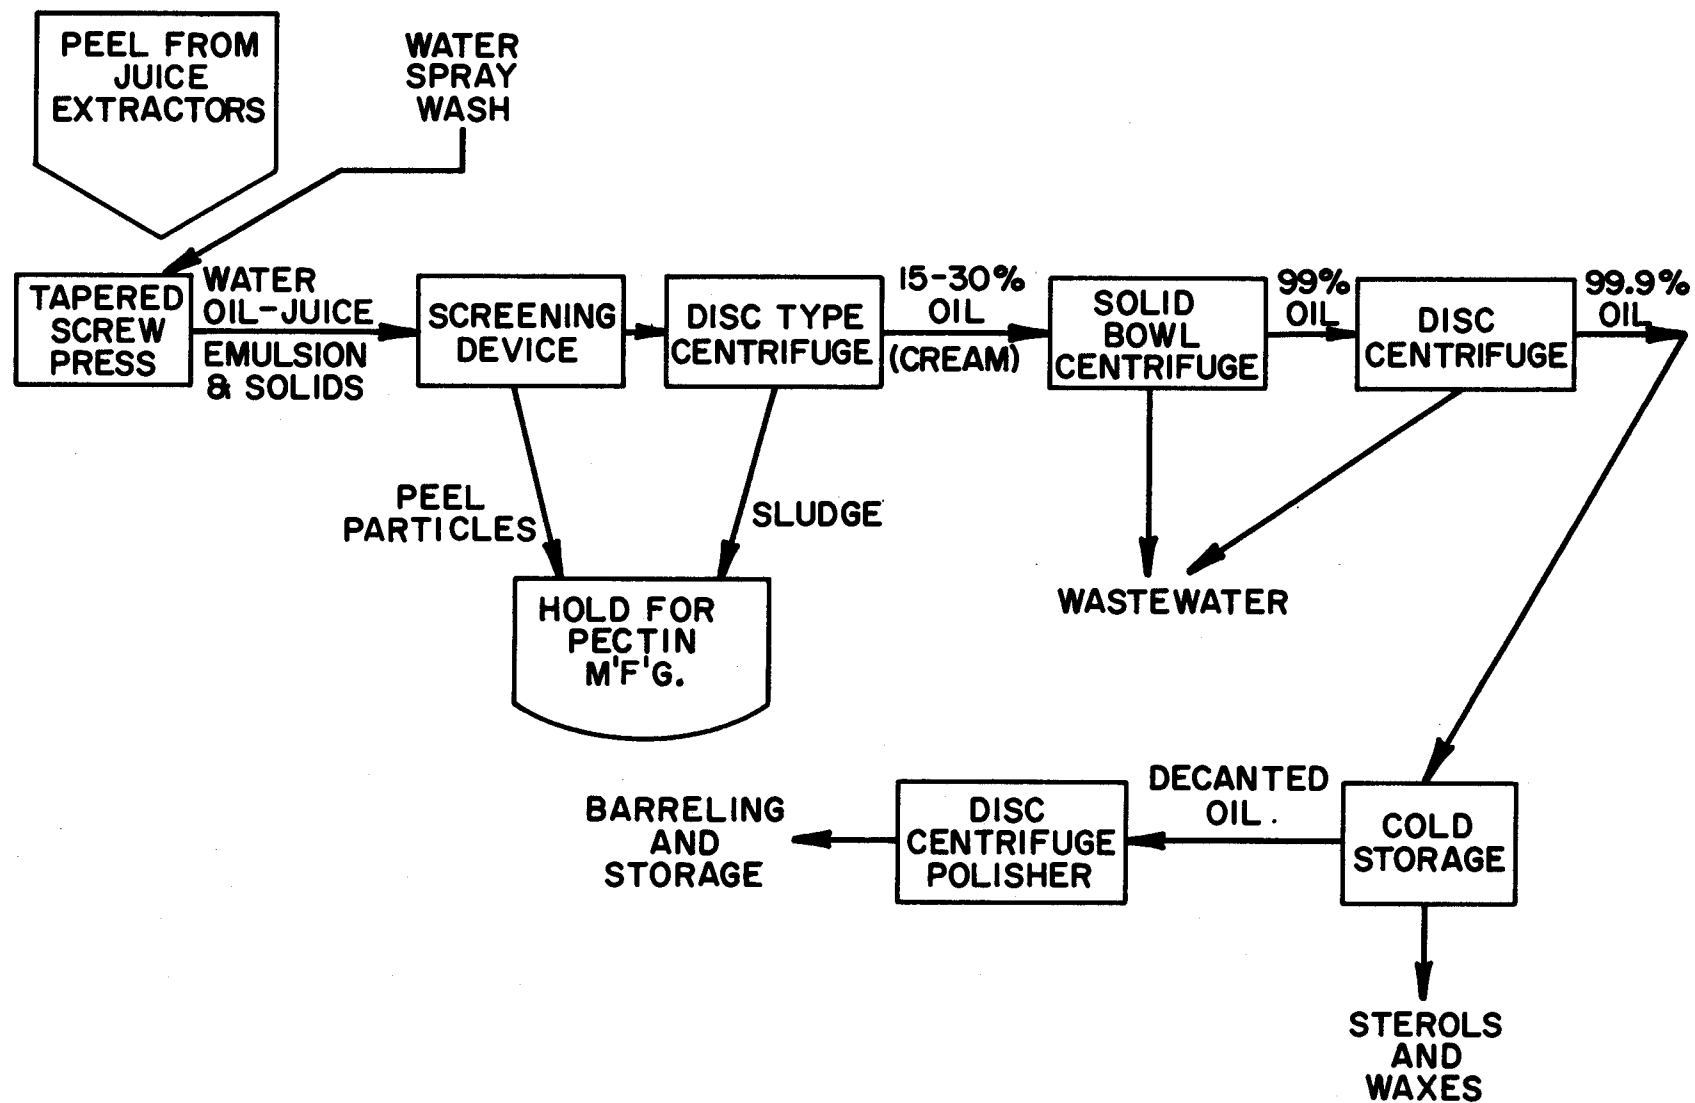 PEEL FROM
JUICE
EXTRACTORS
WATER
SPRAY
WASH
TAPERED
SCREW
PRESS
WATER
OIL-JUICE
EMULSION
& SOLIDS
SCREENING
DEVICE
DISC TYPE
CENTRIFUGE
15-30%
OIL
(CREAM)
SOLID
BOWL
CENTRIFUGE
99%
OIL
DISC
CENTRIFUGE
99.9%
OIL
PEEL
PARTICLES
SLUDGE
HOLD FOR
PECTIN
M'F'G.
WASTEWATER
BARRELING
AND
STORAGE
DISC
CENTRIFUGE
POLISHER
DECANTED
OIL.
COLD
STORAGE
STEROLS
AND
WAXES